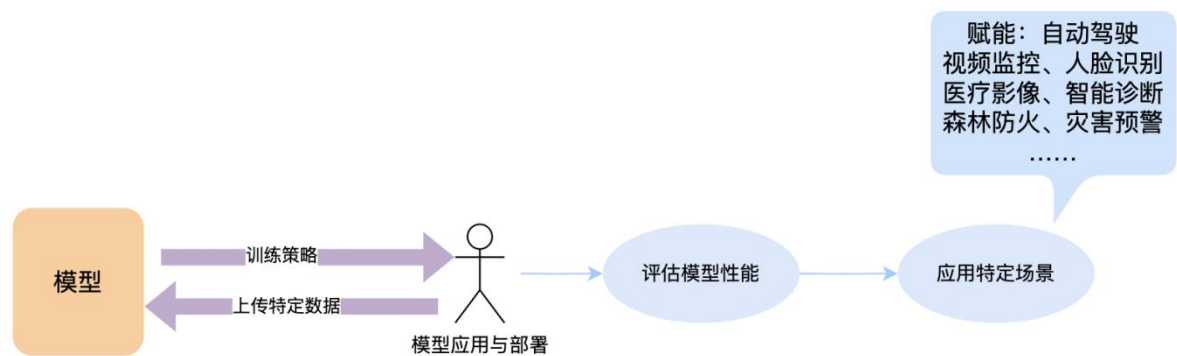 赋能：自动驾驶
视频监控、人脸识别
医疗影像、智能诊断
森林防火、灾害预警
……
模型
训练策略
上传特定数据
模型应用与部署
评估模型性能
应用特定场景